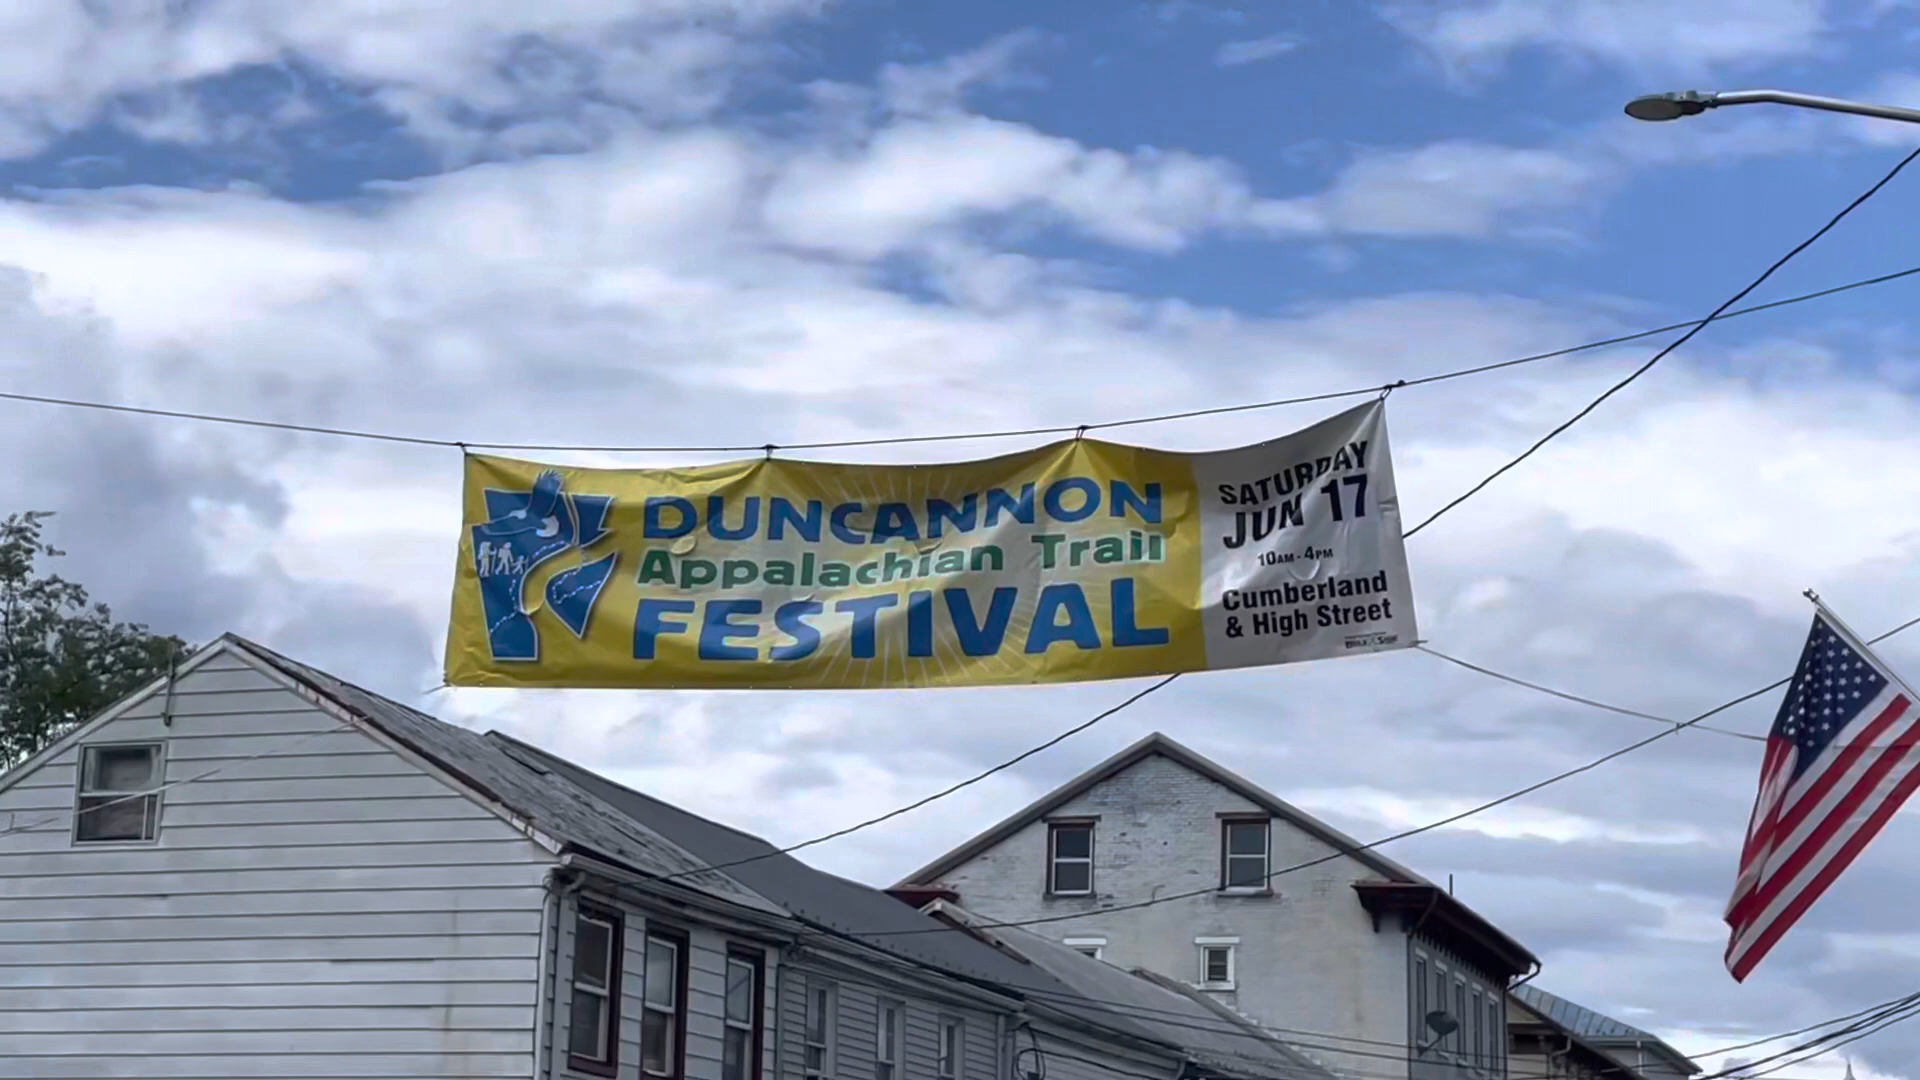 DUNCANNON
Appalachian Trail
FESTIVAL
SATURDAY
JUN 17
10AM - 4PM
Cumberland
& High Street